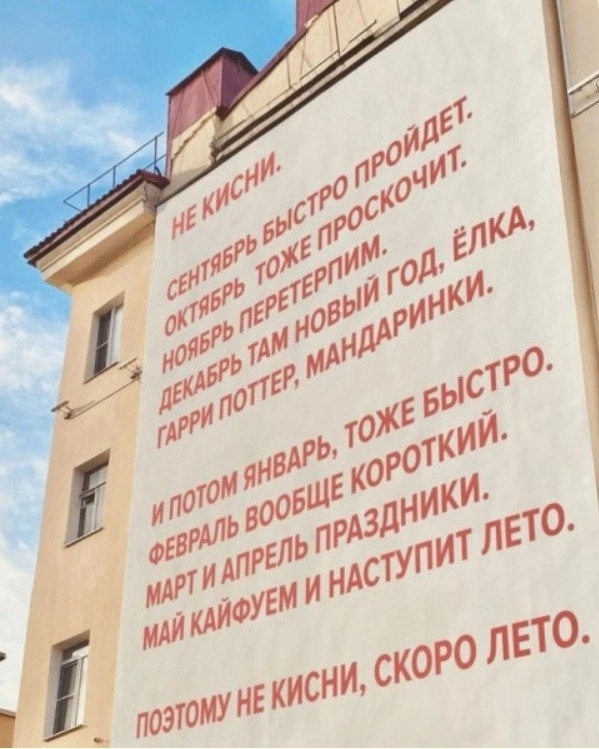 НЕ КИСНИ.
СЕНТЯБРЬ БЫСТРО ПРОЙДЕТ.
ОКТЯБРЬ ТОЖЕ ПРОСКОЧИТ.
НОЯБРЬ ПЕРЕТЕРПИМ.
ДЕКАБРЬ ТАМ НОВЫЙ ГОД, ЁЛКА,
ГАРРИ ПОТТЕР, МАНДАРИНКИ.
И ПОТОМ ЯНВАРЬ, ТОЖЕ БЫСТРО.
ФЕВРАЛЬ ВООБЩЕ КОРОТКИЙ.
МАРТ И АПРЕЛЬ ПРАЗДНИКИ.
МАЙ КАЙФУЕМ И НАСТУПИТ ЛЕТО.
ПОЭТОМУ НЕ КИСНИ, СКОРО ЛЕТО.